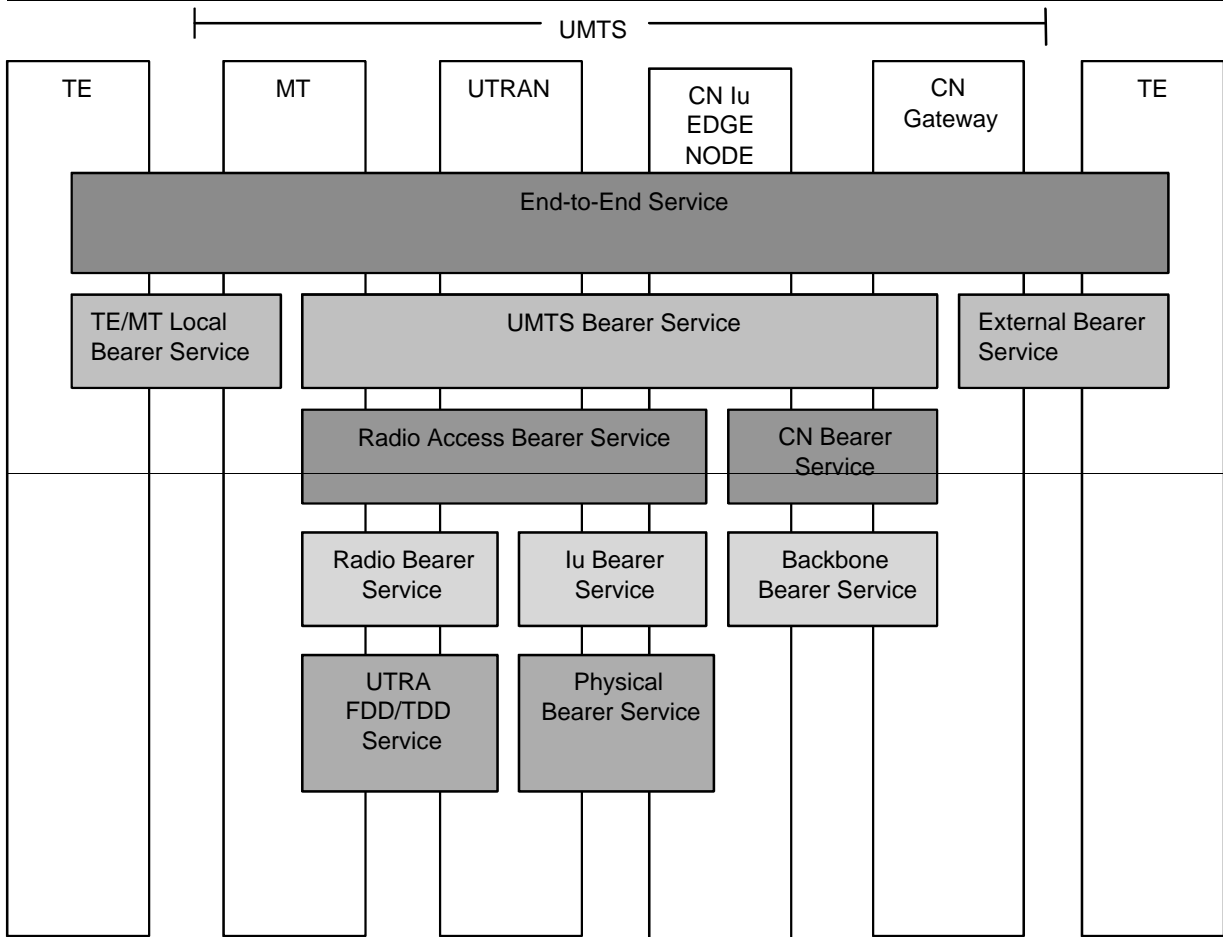 UMTS
TE
MT
UTRAN
CN Iu
EDGE
NODE
CN
Gateway
TE
End-to-End Service
TE/MT Local
Bearer Service
UMTS Bearer Service
External Bearer
Service
Radio Access Bearer Service
CN Bearer
Service
Radio Bearer
Service
Iu Bearer
Service
Backbone
Bearer Service
UTRA
FDD/TDD
Service
Physical
Bearer Service